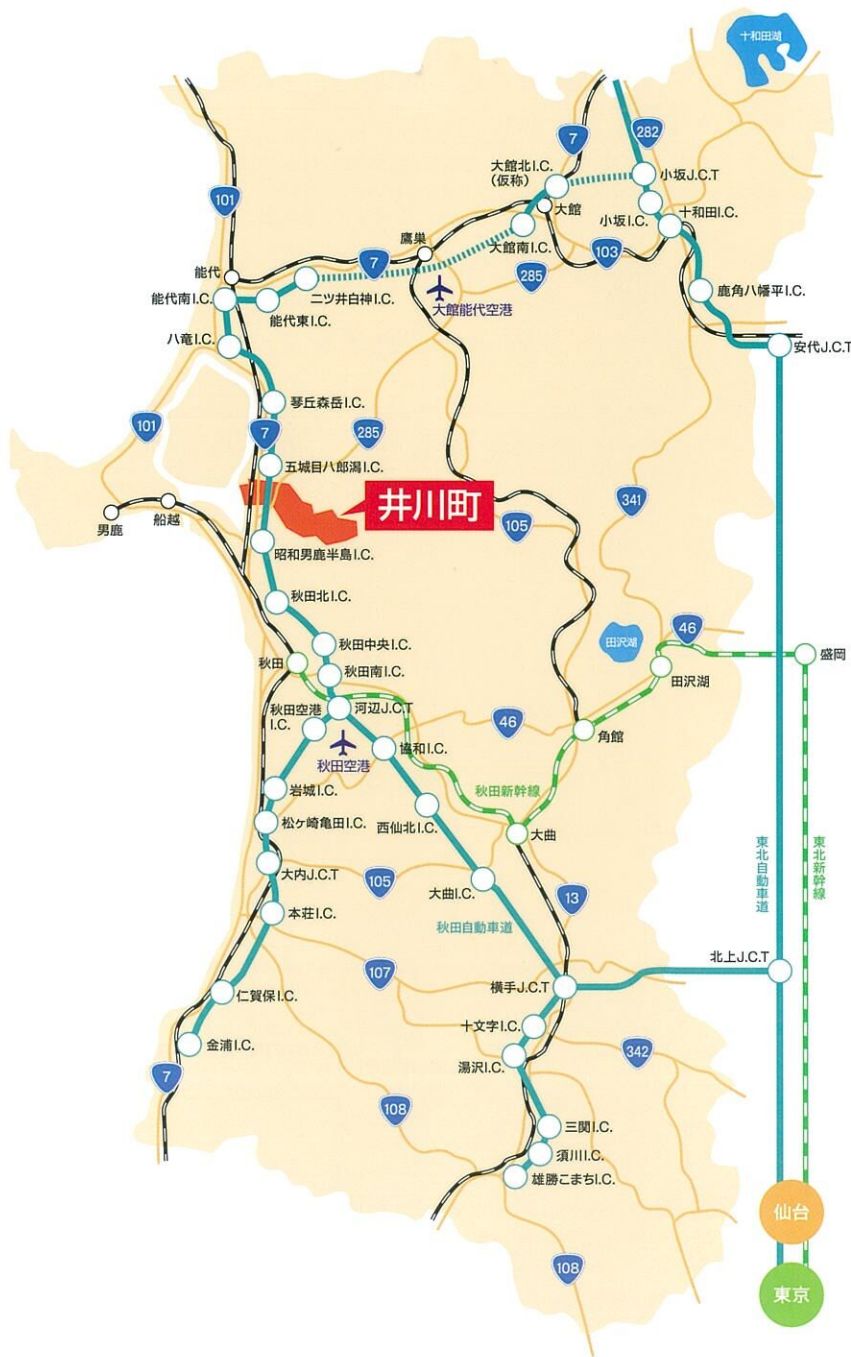 十和田湖
7
282
大館北I.C.
(仮称)
小坂J.C.T
大館
101
小坂I.C.
十和田I.C.
大館南I.C.
鷹巣
103
7
285
能代
大館能代空港
鹿角八幡平I.C.
能代南I.C.
二ツ井白神I.C.
能代東I.C.
八竜I.C.
安代J.C.T
琴丘森岳I.C.
101
7
285
五城目八郎潟I.C.
井川町
341
男鹿
船越
105
昭和男鹿半島I.C.
秋田北I.C.
46
田沢湖
秋田中央I.C.
盛岡
秋田
秋田南I.C.
田沢湖
秋田空港
I.C.
河辺J.C.T
46
角館
協和I.C.
秋田空港
岩城I.C.
秋田新幹線
西仙北I.C.
松ヶ崎亀田I.C.
大曲
大内J.C.T
105
大曲I.C.
13
東北自動車道
東北新幹線
本荘I.C.
秋田自動車道
北上J.C.T
107
横手J.C.T
仁賀保I.C.
十文字I.C.
金浦I.C.
342
湯沢I.C.
7
108
三関I.C.
須川I.C.
雄勝こまちI.C.
仙台
108
東京